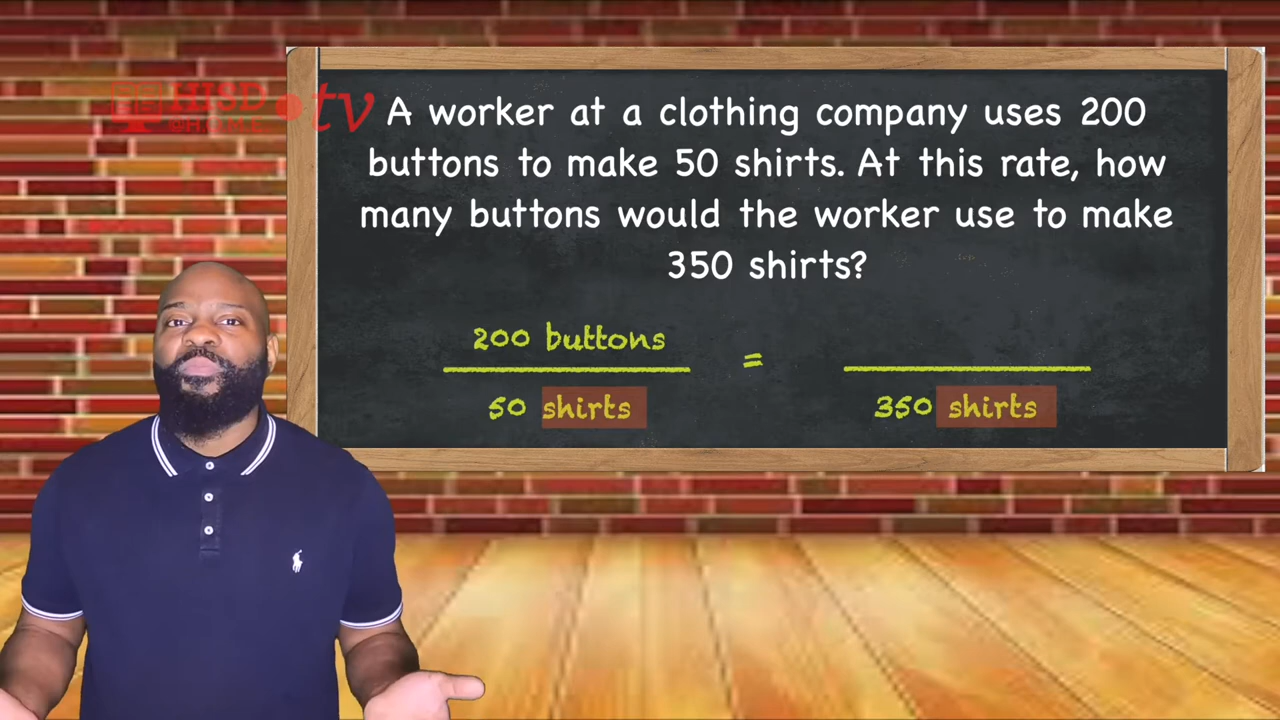 HISD
@H.O.M.E.
.tv
A worker at a clothing company uses 200
buttons to make 50 shirts. At this rate, how
many buttons would the worker use to make
350 shirts?
200 buttons
=
50 shirts
350 shirts